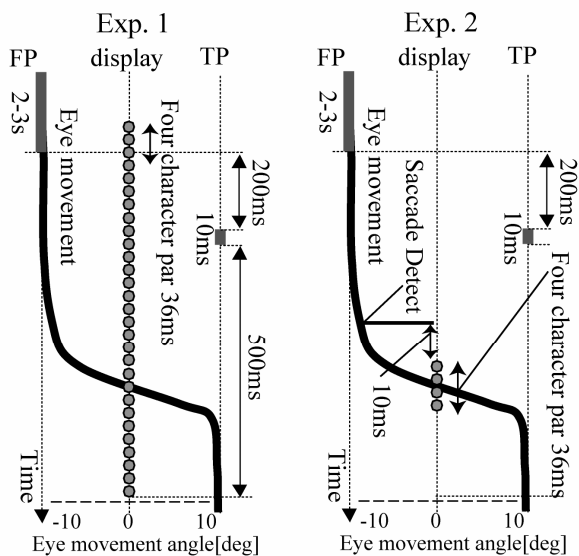 Exp. 1
FP
display
TP
2-3s
Eye movement
Four character par 36ms
200ms
10ms
500ms
Time
-10
0
10
Eye movement angle[deg]
Exp. 2
FP
display
TP
2-3s
Eye movement
Saccade Detect
200ms
10ms
Four character par 36ms
10ms
Time
-10
0
10
Eye movement angle[deg]